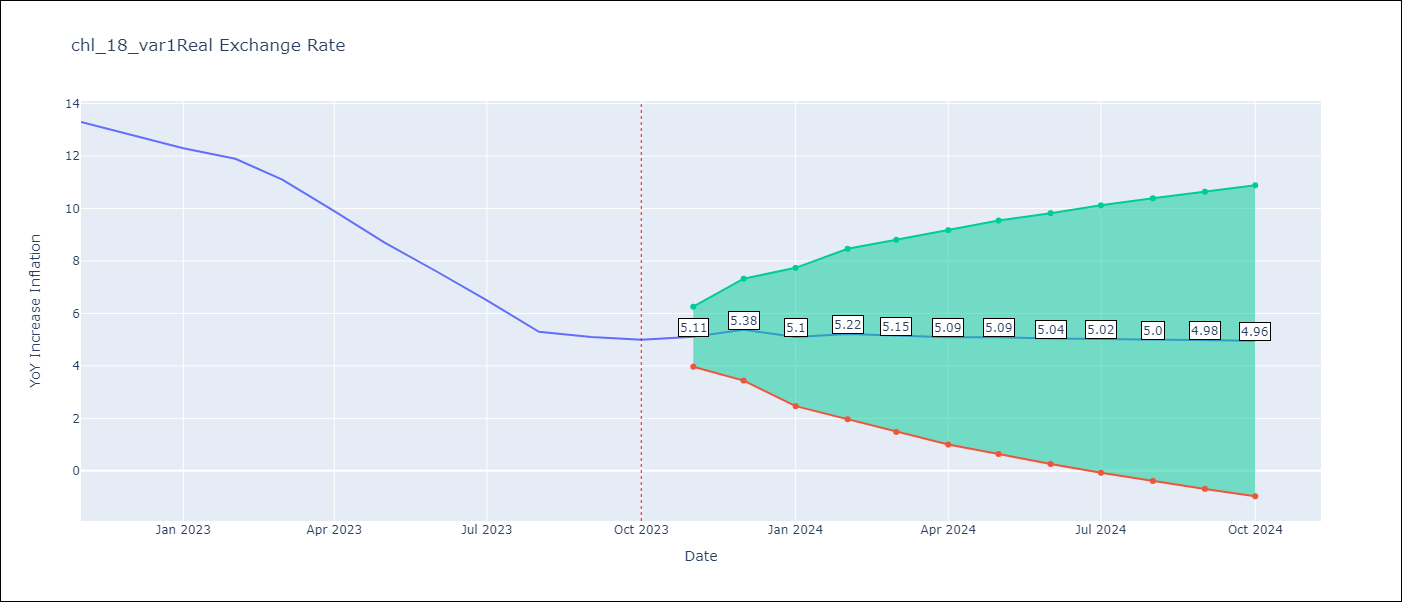 chl_18_var1Real Exchange Rate
YoY Increase Inflation
14
12
10
8
6
4
2
0
5.11
5.38
5.1
5.22
5.15
5.09
5.09
5.04
5.02
5.0
4.98
4.96
Jan 2023
Apr 2023
Jul 2023
Oct 2023
Jan 2024
Apr 2024
Jul 2024
Oct 2024
Date